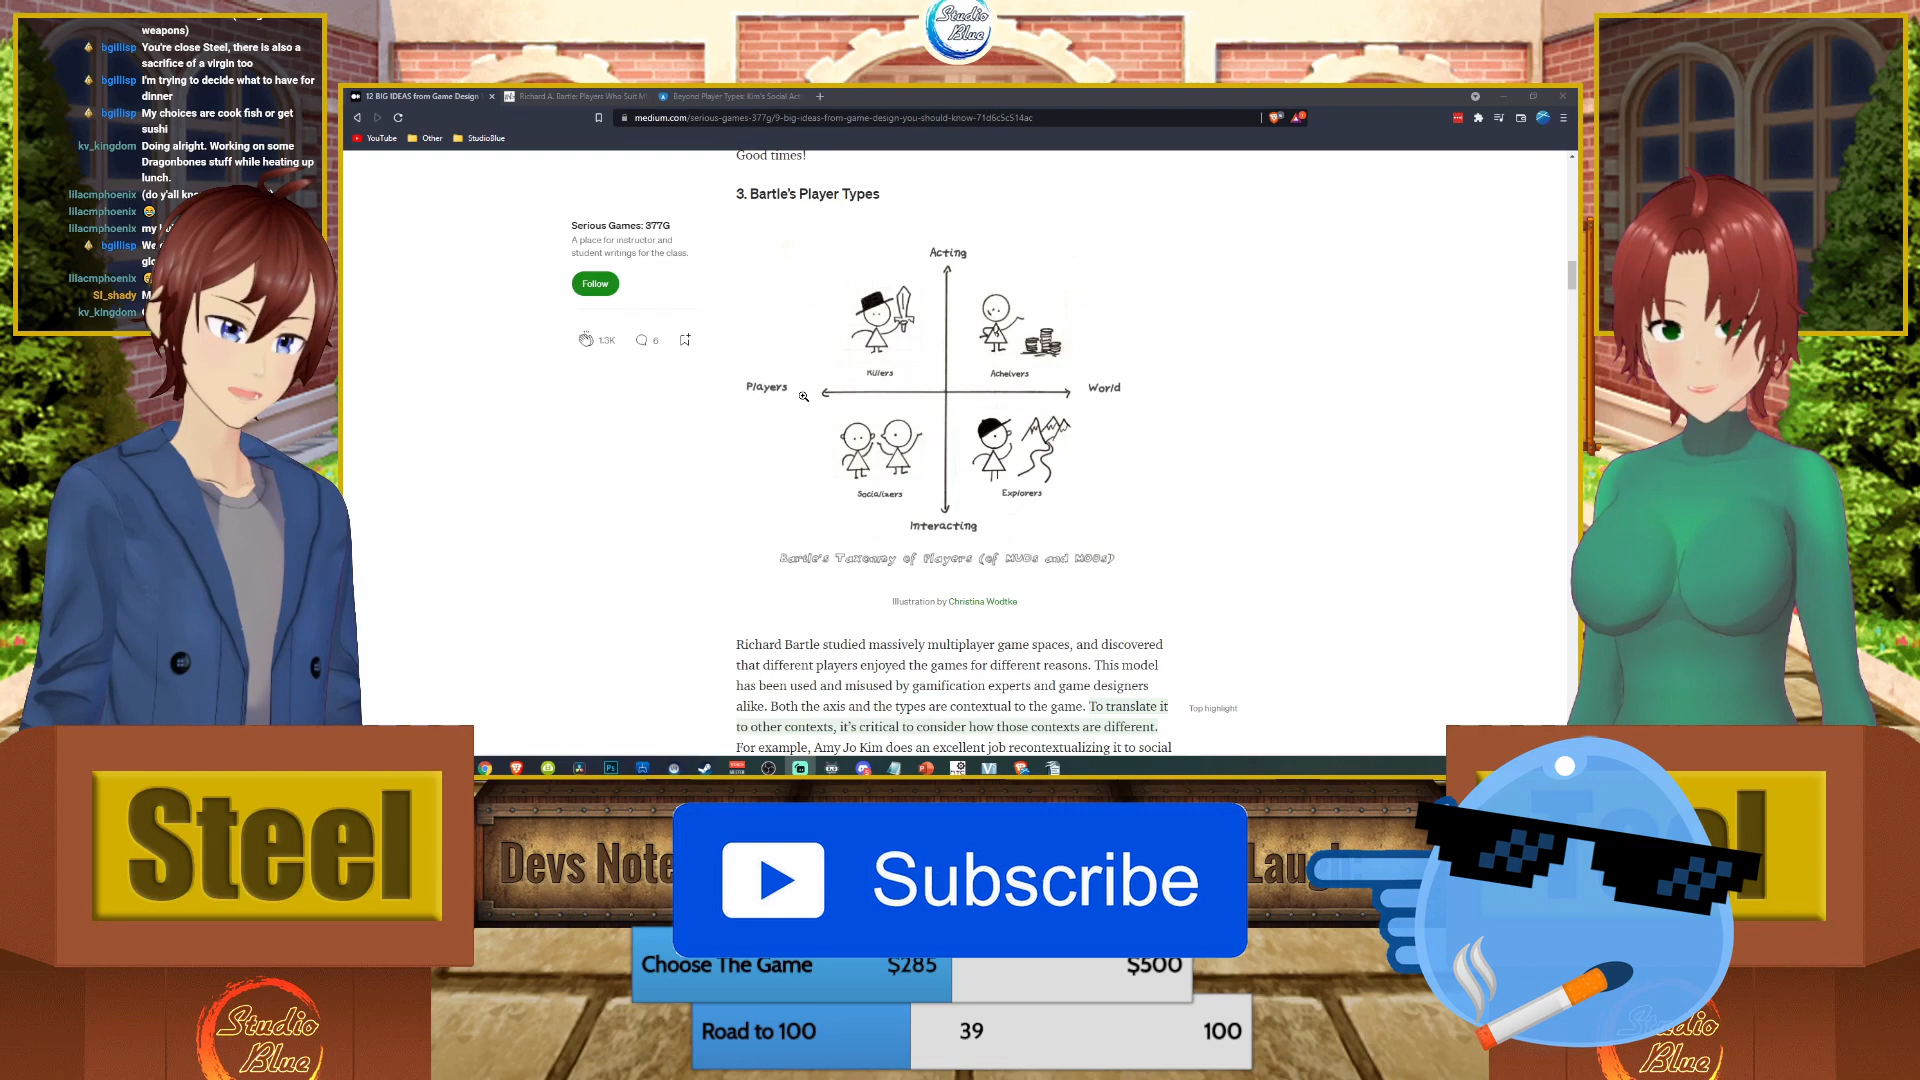 weapons)
bgillisp You're close Steel, there is also a
sacrifice of a virgin too
bgillisp I'm trying to decide what to have for
dinner
bgillisp My choices are cook fish or get
sushi
kv_kingdom Doing alright. Working on some
Dragonbones stuff while heating up
lunch.
lilacmphoenix (do y'all
lilacmphoenix 😂
lilacmphoenix my
bgillisp We
lilacmphoenix
SI_shady
kv_kingdom
Studio
Blue
12 BIG IDEAS from Game Design
Richard A. Bartle: Players Who Suit M
Beyond Player Types: Kim's Social Act
medium.com/serious-games-377g/9-big-ideas-from-game-design-you-should-know-71d6c5c514ac
YouTube
Other
StudioBlue
Good times!
3. Bartle's Player Types
Serious Games: 377G
A place for instructor and
student writings for the class.
Follow
1.3K
6
Acting
Killers
Acheivers
Players
World
Socializers
Explorers
Interacting
Bartle's Taxonmy of Players (of MUDs and MOOs)
Illustration by Christina Wodtke
Richard Bartle studied massively multiplayer game spaces, and discovered
that different players enjoyed the games for different reasons. This model
has been used and misused by gamification experts and game designers
alike. Both the axis and the types are contextual to the game. To translate it
to other contexts, it's critical to consider how those contexts are different.
For example, Amy Jo Kim does an excellent job recontextualizing it to social
Top highlight
Steel
Devs Note
Subscribe
Choose The Game $285 $500
Road to 100 39 100
Studio
Blue
Studio
Blue